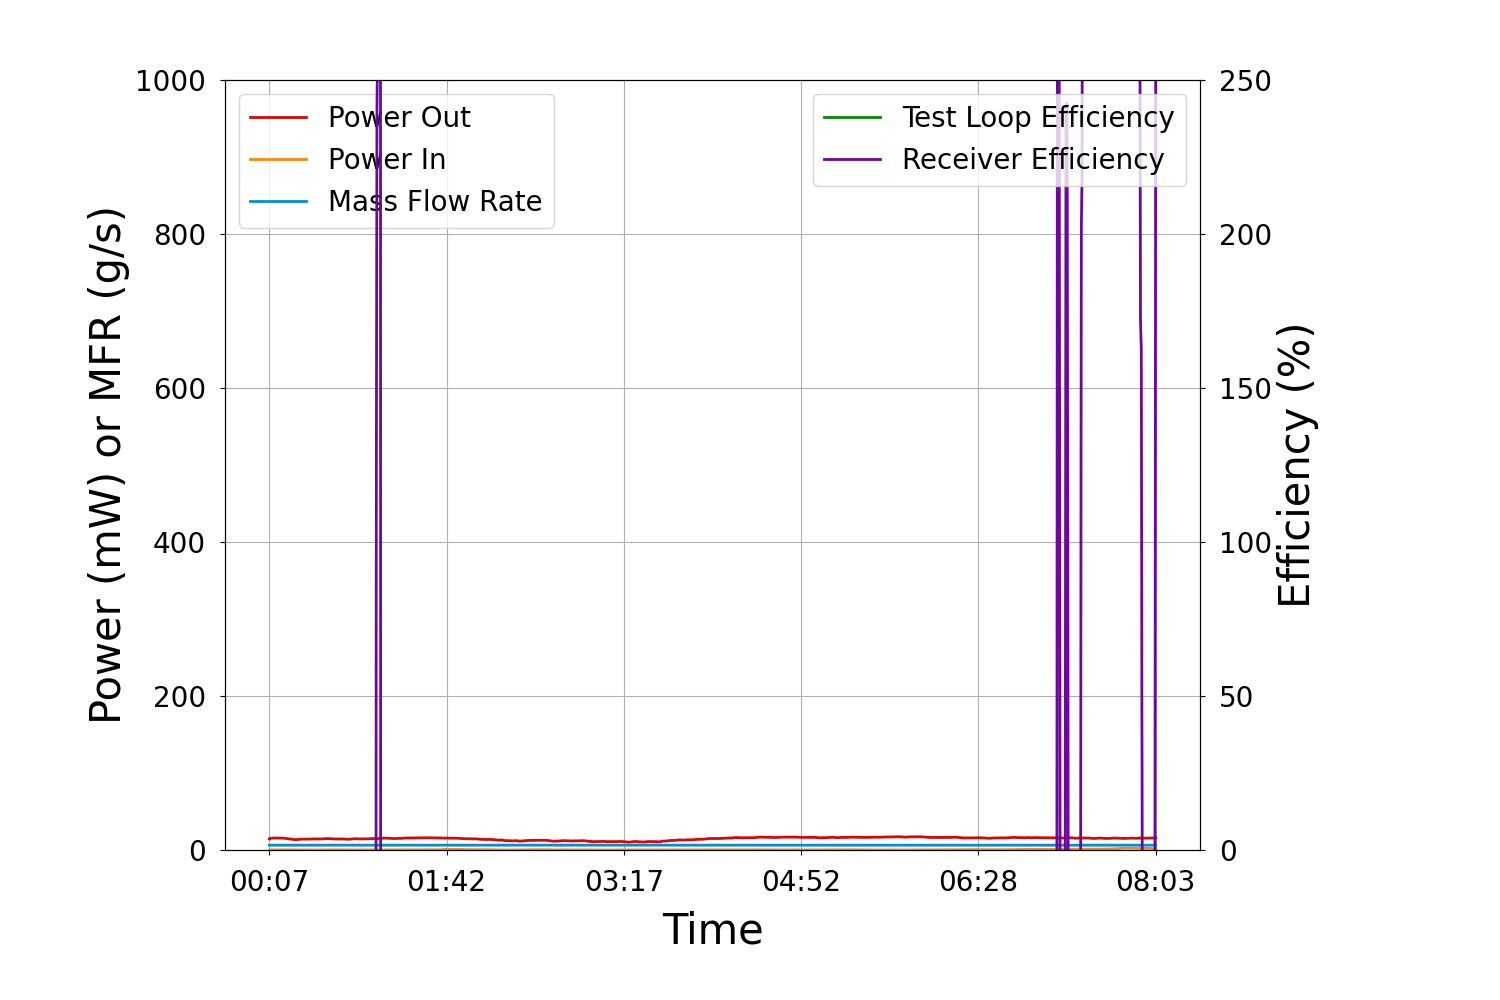 1000
800
600
400
200
0
Power (mW) or MFR (g/s)
Power Out
Power In
Mass Flow Rate
Test Loop Efficiency
Receiver Efficiency
250
200
150
100
50
0
Efficiency (%)
00:07 01:42 03:17 04:52 06:28 08:03
Time